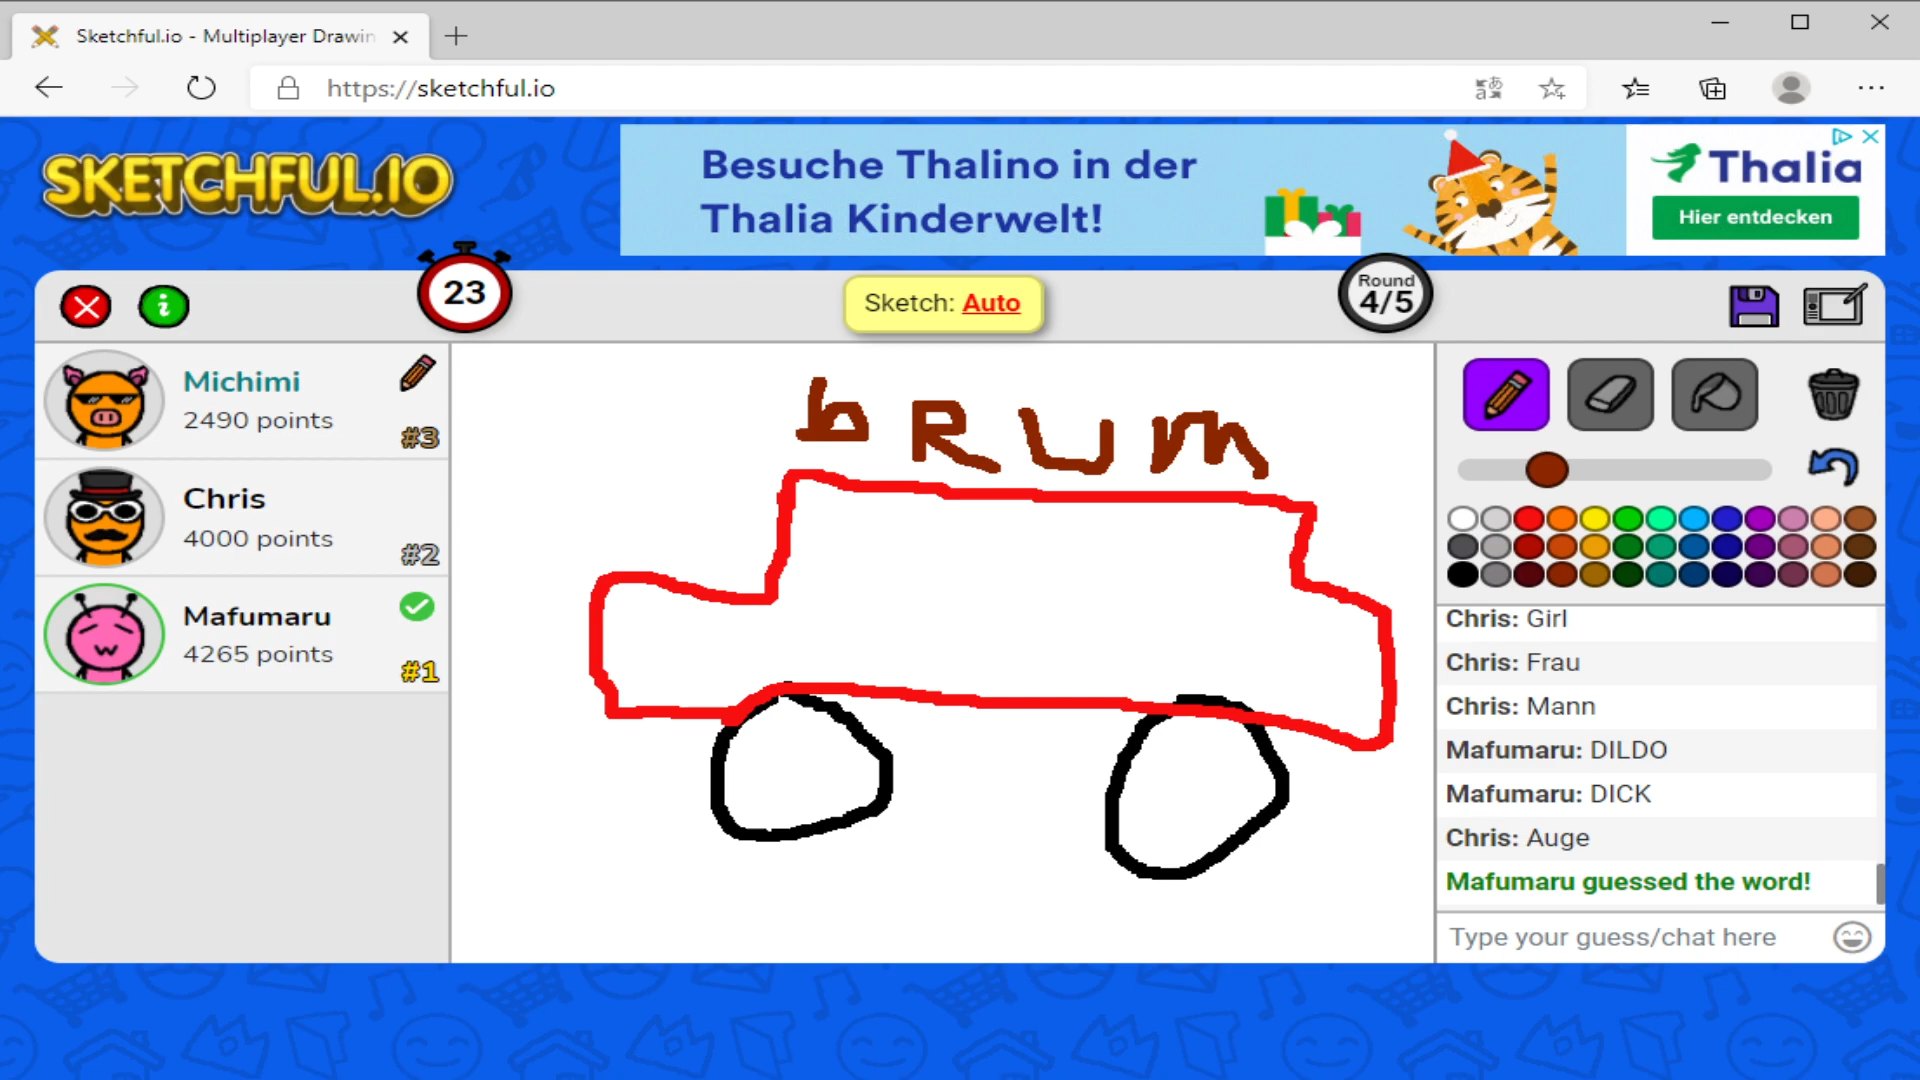 Sketchful.io - Multiplayer Drawin
https://sketchful.io
SKETCHFUL.IO
Besuche Thalino in der
Thalia Kinderwelt!
Thalia
Hier entdecken
23
Sketch: Auto
Round
4/5
Michimi
2490 points
#3
Chris
4000 points
#2
Mafumaru
4265 points
#1
bRUm
Chris: Girl
Chris: Frau
Chris: Mann
Mafumaru: DILDO
Mafumaru: DICK
Chris: Auge
Mafumaru guessed the word!
Type your guess/chat here